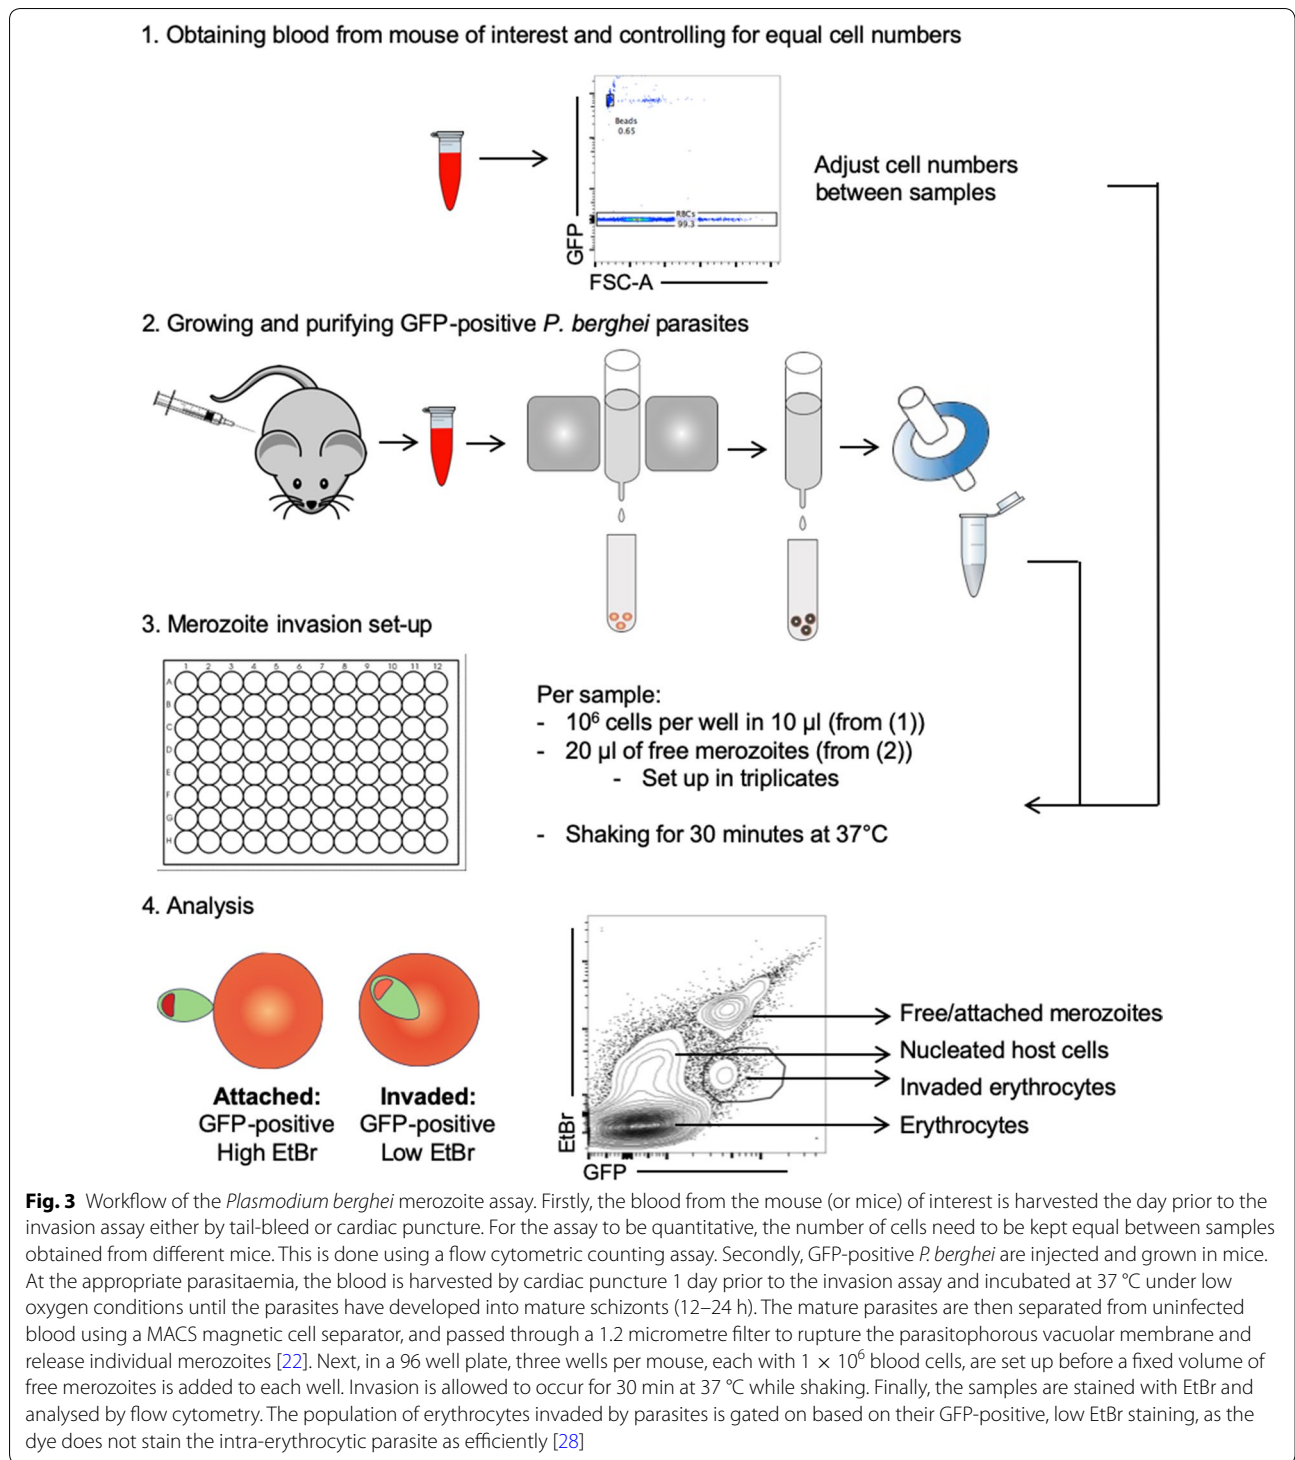 1. Obtaining blood from mouse of interest and controlling for equal cell numbers
Beads
0.65
RBCs
99.3
GFP
FSC-A
Adjust cell numbers
between samples
2. Growing and purifying GFP-positive P. berghei parasites
3. Merozoite invasion set-up
1 2 3 4 5 6 7 8 9 10 11 12
A
B
C
D
E
F
G
H
Per sample:
- 10⁶ cells per well in 10 µl (from (1))
- 20 µl of free merozoites (from (2))
- Set up in triplicates
- Shaking for 30 minutes at 37°C
4. Analysis
Attached:
GFP-positive
High EtBr
Invaded:
GFP-positive
Low EtBr
EtBr
GFP
Free/attached merozoites
Nucleated host cells
Invaded erythrocytes
Erythrocytes
Fig. 3 Workflow of the Plasmodium berghei merozoite assay. Firstly, the blood from the mouse (or mice) of interest is harvested the day prior to the
invasion assay either by tail-bleed or cardiac puncture. For the assay to be quantitative, the number of cells need to be kept equal between samples
obtained from different mice. This is done using a flow cytometric counting assay. Secondly, GFP-positive P. berghei are injected and grown in mice.
At the appropriate parasitaemia, the blood is harvested by cardiac puncture 1 day prior to the invasion assay and incubated at 37 °C under low
oxygen conditions until the parasites have developed into mature schizonts (12–24 h). The mature parasites are then separated from uninfected
blood using a MACS magnetic cell separator, and passed through a 1.2 micrometre filter to rupture the parasitophorous vacuolar membrane and
release individual merozoites [22]. Next, in a 96 well plate, three wells per mouse, each with 1 × 10⁶ blood cells, are set up before a fixed volume of
free merozoites is added to each well. Invasion is allowed to occur for 30 min at 37 °C while shaking. Finally, the samples are stained with EtBr and
analysed by flow cytometry. The population of erythrocytes invaded by parasites is gated on based on their GFP-positive, low EtBr staining, as the
dye does not stain the intra-erythrocytic parasite as efficiently [28]